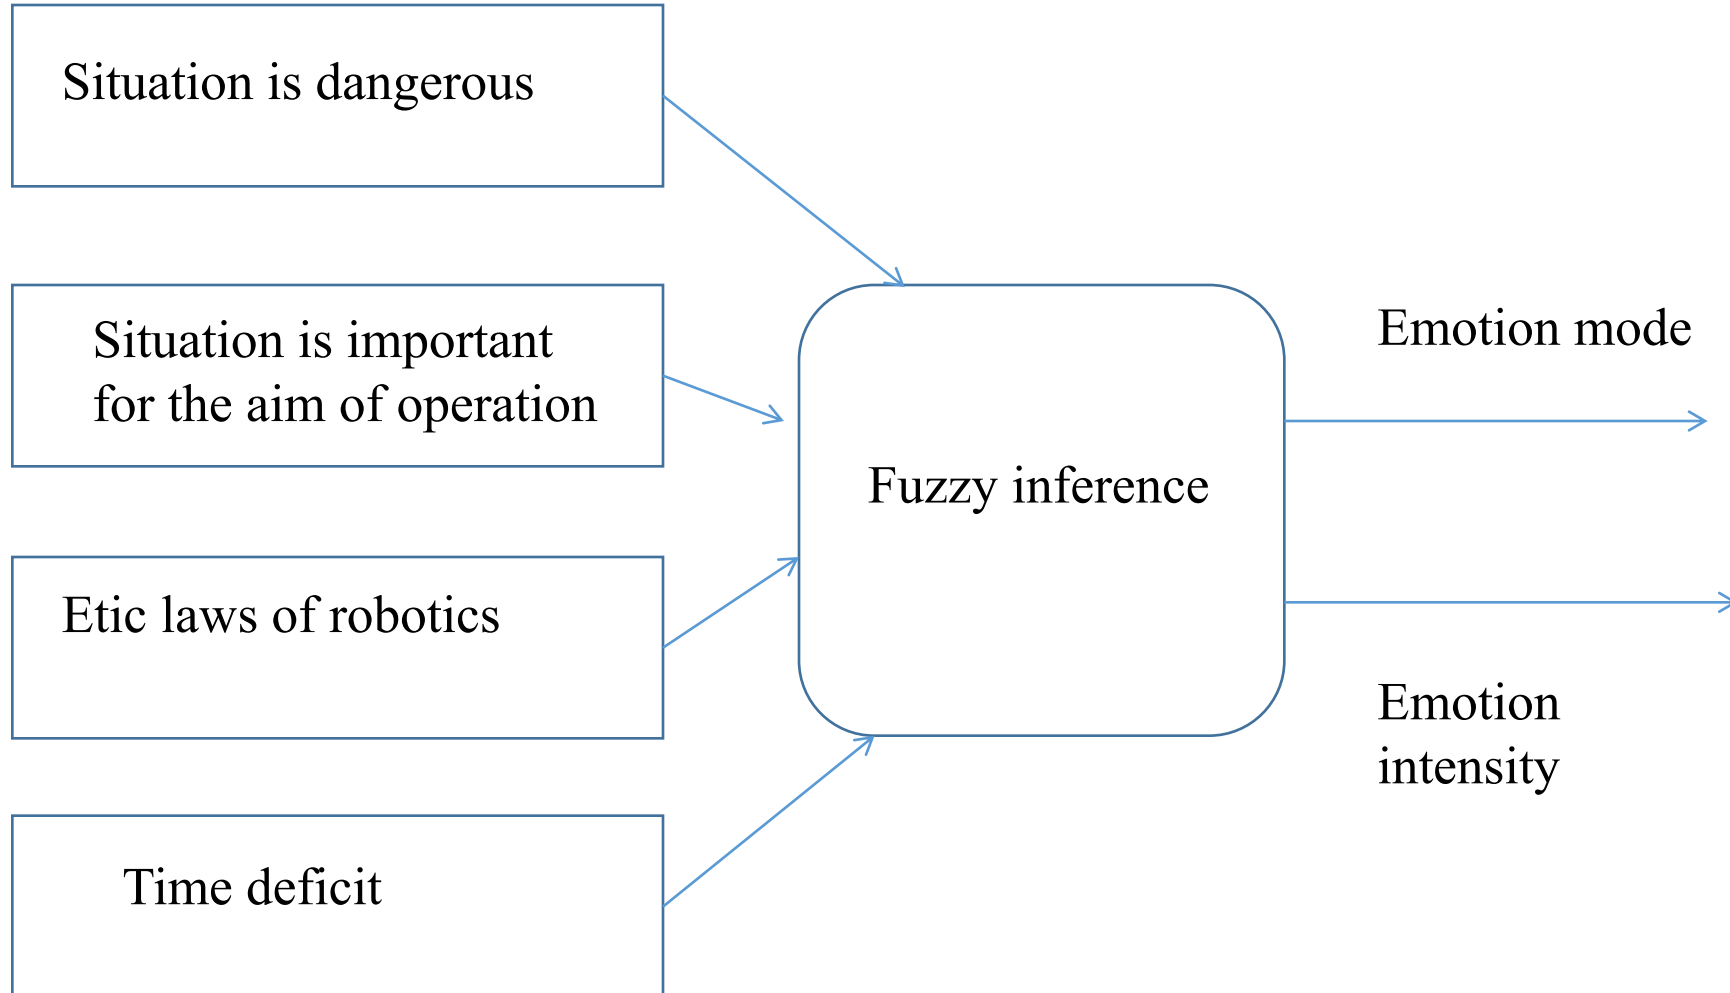 Situation is dangerous
Situation is important
for the aim of operation
Etic laws of robotics
Time deficit
Fuzzy inference
Emotion mode
Emotion
intensity